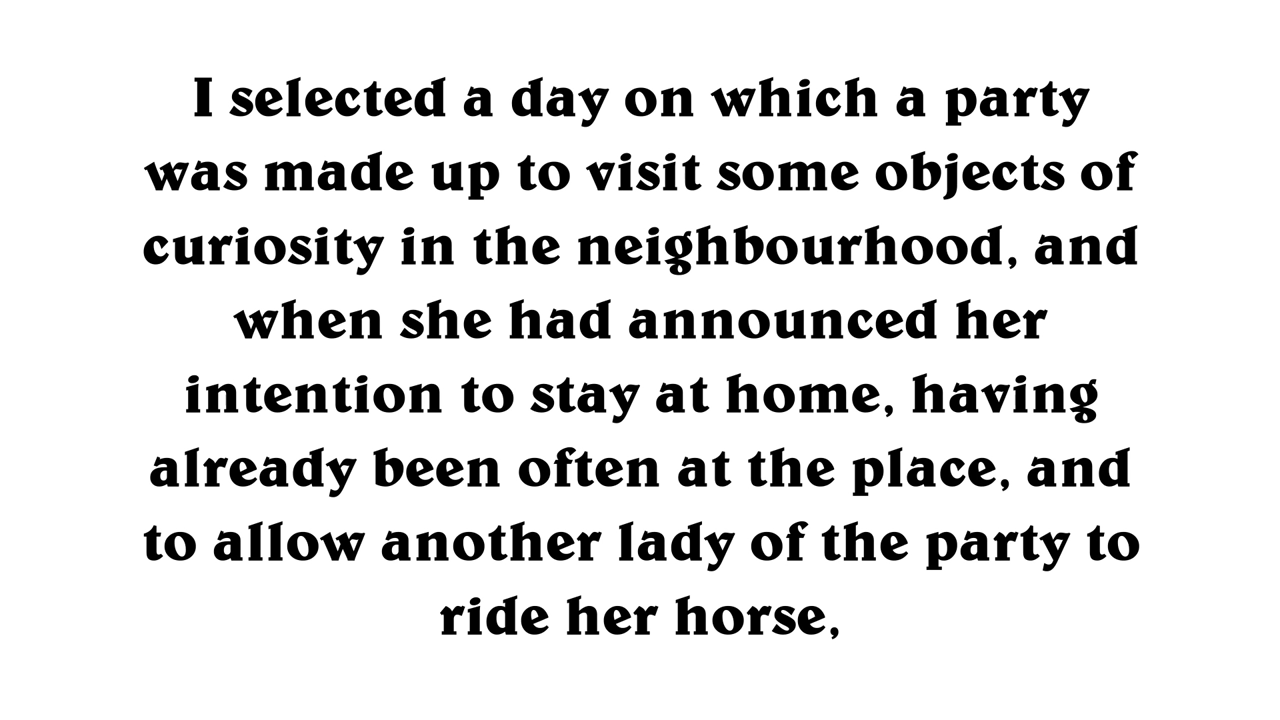 I selected a day on which a party
was made up to visit some objects of
curiosity in the neighbourhood, and
when she had announced her
intention to stay at home, having
already been often at the place, and
to allow another lady of the party to
ride her horse,